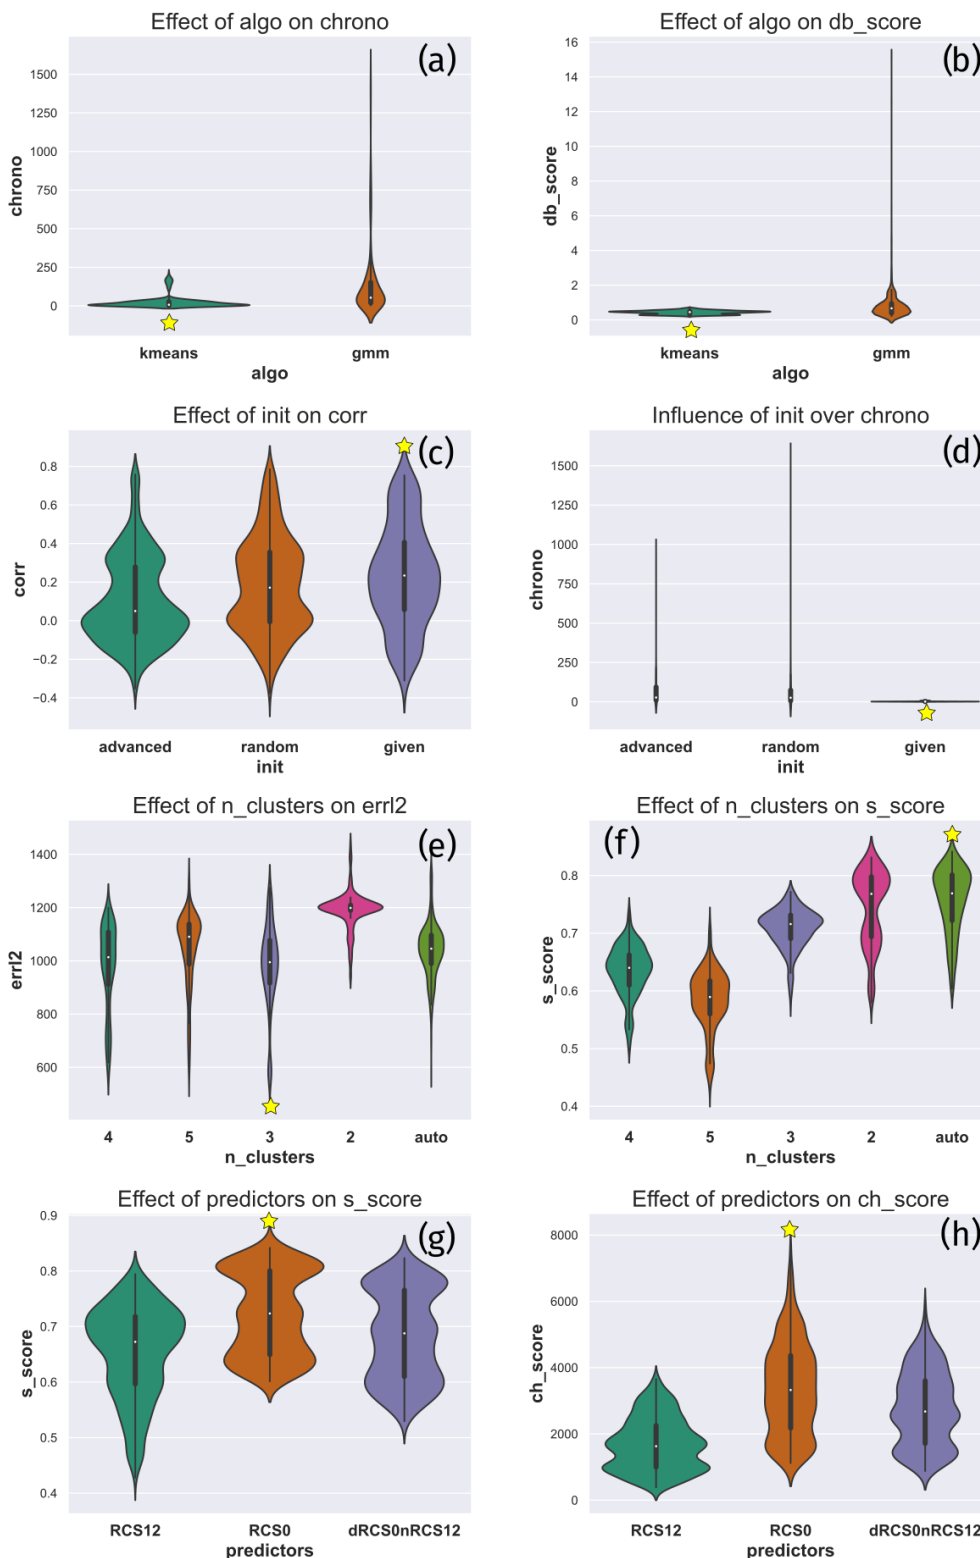 Effect of algo on chrono
(a)
1500
1250
1000
750
500
250
0
chrono
kmeans gmm
algo
Effect of algo on db_score
(b)
16
14
12
10
8
6
4
2
0
db_score
kmeans gmm
algo
Effect of init on corr
(c)
0.8
0.6
0.4
0.2
0.0
−0.2
−0.4
corr
advanced random given
init
Influence of init over chrono
(d)
1500
1250
1000
750
500
250
0
chrono
advanced random given
init
Effect of n_clusters on errl2
(e)
1400
1200
1000
800
600
errl2
4 5 3 2 auto
n_clusters
Effect of n_clusters on s_score
(f)
0.8
0.7
0.6
0.5
0.4
s_score
4 5 3 2 auto
n_clusters
Effect of predictors on s_score
(g)
0.9
0.8
0.7
0.6
0.5
0.4
s_score
RCS12 RCS0 dRCS0nRCS12
predictors
Effect of predictors on ch_score
(h)
8000
6000
4000
2000
0
ch_score
RCS12 RCS0 dRCS0nRCS12
predictors